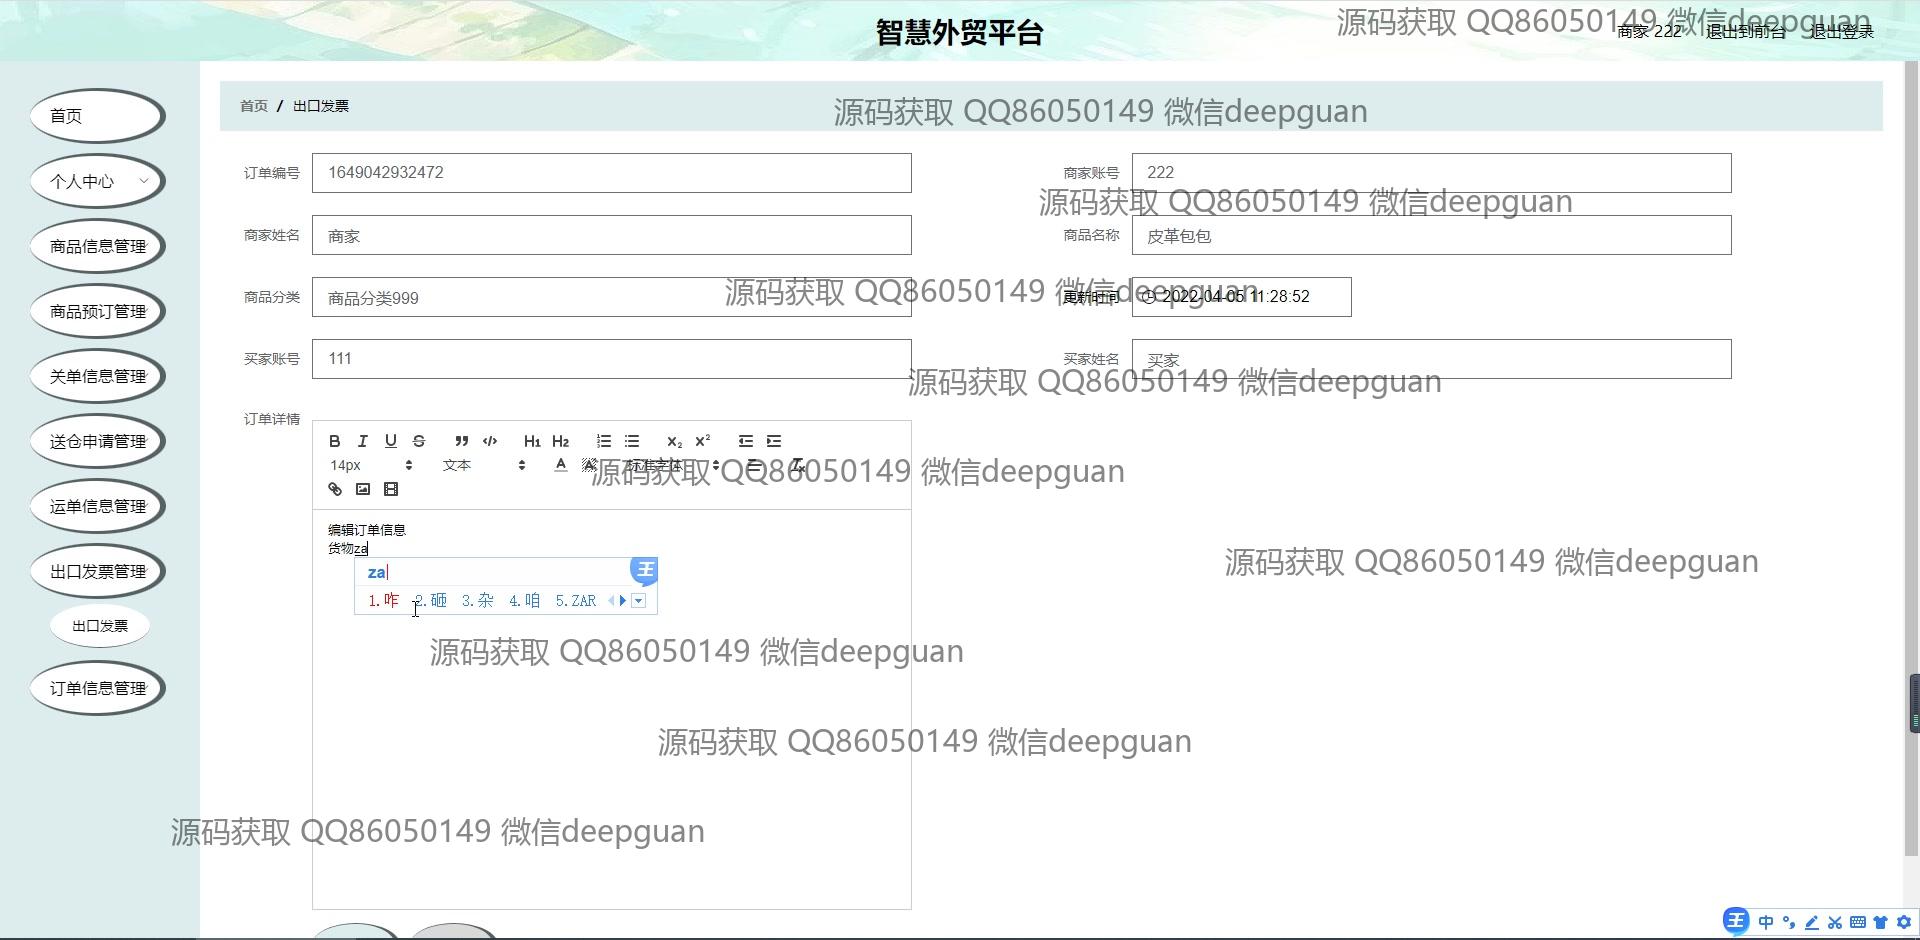 智慧外贸平台
商家 222 退出到前台 退出登录
源码获取 QQ86050149 微信deepguan
首页
个人中心
商品信息管理
商品预订管理
关单信息管理
送仓申请管理
运单信息管理
出口发票管理
出口发票
订单信息管理
首页 / 出口发票
源码获取 QQ86050149 微信deepguan
订单编号 1649042932472
商家账号 222
源码获取 QQ86050149 微信deepguan
商家姓名 商家
商品名称 皮革包包
商品分类 商品分类999
更新时间 2022-04-05 11:28:52
源码获取 QQ86050149 微信deepguan
买家账号 111
买家姓名 买家
源码获取 QQ86050149 微信deepguan
订单详情
B I U S H1 H2 X₂ X²
14px 文本 A A 标准字体
源码获取 QQ86050149 微信deepguan
编辑订单信息
货物za
za
王
1.咋 2.砸 3.杂 4.咱 5.ZAR
源码获取 QQ86050149 微信deepguan
源码获取 QQ86050149 微信deepguan
源码获取 QQ86050149 微信deepguan
源码获取 QQ86050149 微信deepguan
王 中